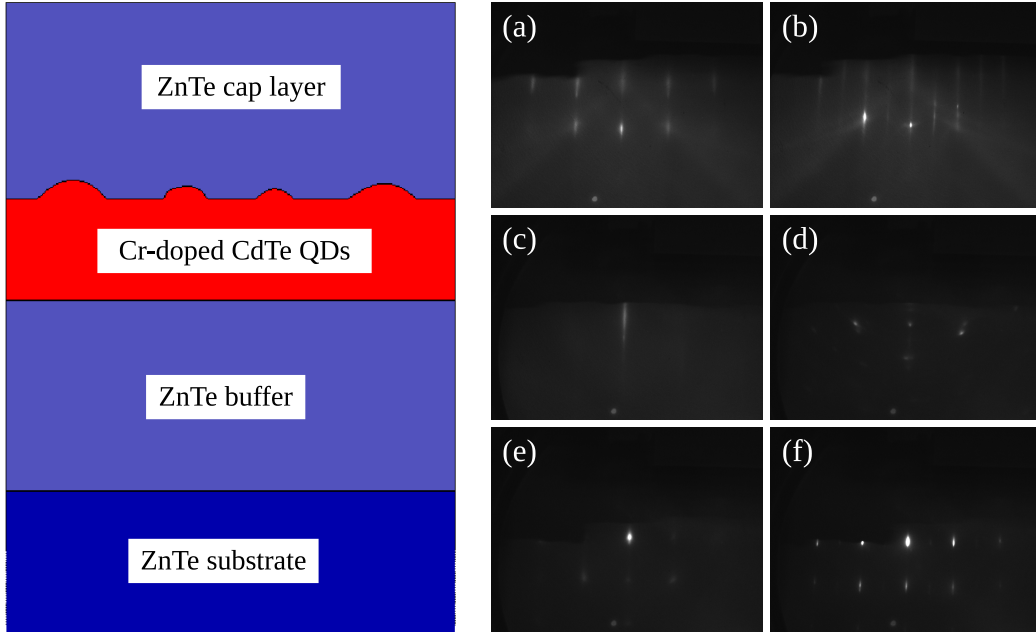 ZnTe cap layer
Cr-doped CdTe QDs
ZnTe buffer
ZnTe substrate
(a)
(b)
(c)
(d)
(e)
(f)